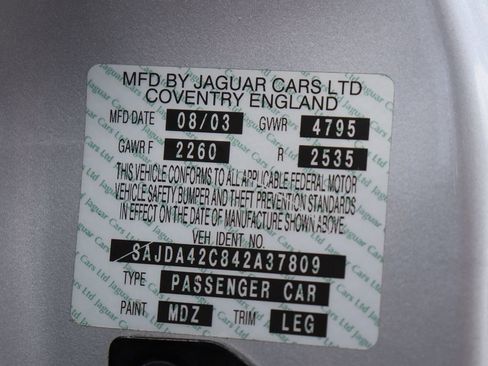 MFD BY JAGUAR CARS LTD
COVENTRY ENGLAND
MFD DATE 08/03 GVWR 4795
GAWR F 2260 R 2535
THIS VEHICLE CONFORMS TO ALL APPLICABLE FEDERAL MOTOR
VEHICLE SAFETY BUMPER AND THEFT PREVENTION STANDARDS
IN EFFECT ON THE DATE OF MANUFACTURE SHOWN ABOVE.
VEH. IDENT NO.
SAJDA42C842A37809
TYPE PASSENGER CAR
PAINT MDZ TRIM LEG